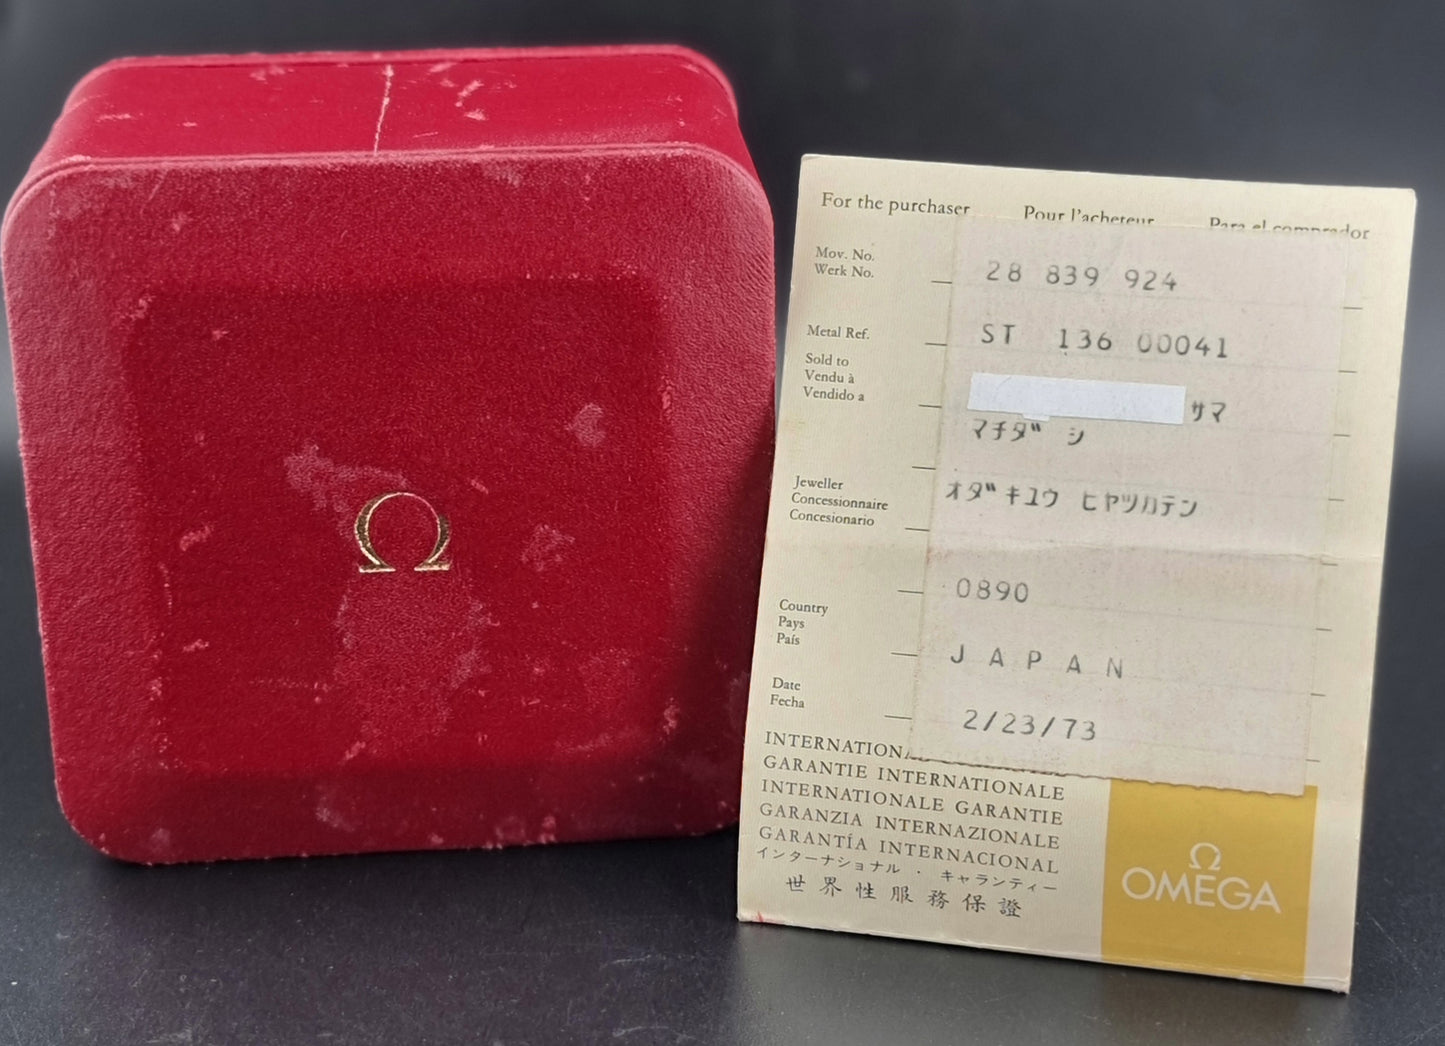 Ω
For the purchaser Pour l'acheteur Para el comprador
Mov. No.
Werk No.
28 839 924
Metal Ref.
ST 136 00041
Sold to
Vendu à
Vendido a
サマ
マチダ゛ シ
Jeweller
Concessionnaire
Concesionario
オダ゛キユウ ヒヤツカテン
0890
Country
Pays
País
JAPAN
Date
Fecha
2/23/73
INTERNATIONAL
GARANTIE INTERNATIONALE
INTERNATIONALE GARANTIE
GARANZIA INTERNAZIONALE
GARANTÍA INTERNACIONAL
インターナショナル・キャランティー
世界性服務保證
Ω
OMEGA